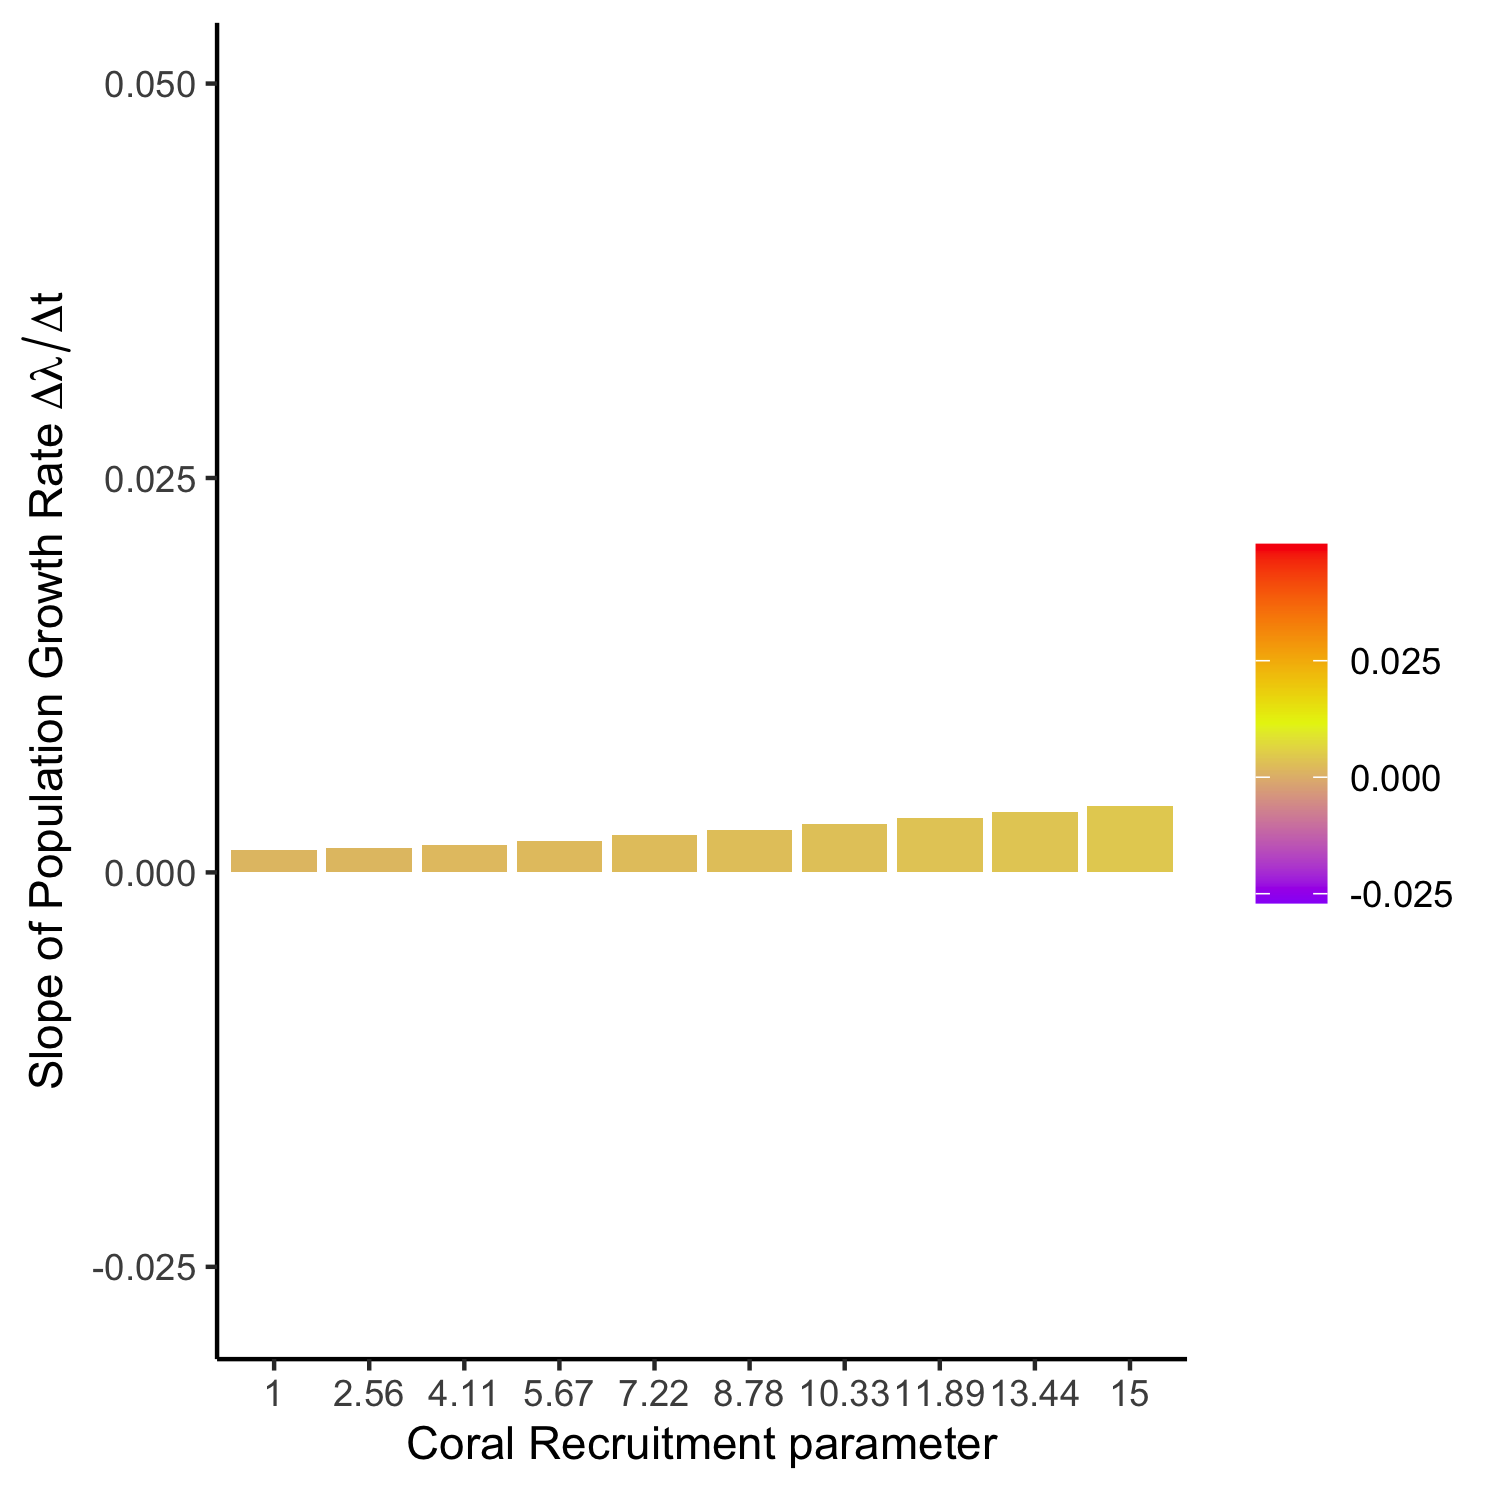 Slope of Population Growth Rate Δλ/Δt
0.050
0.025
0.000
-0.025
1 2.56 4.11 5.67 7.22 8.78 10.33 11.89 13.44 15
Coral Recruitment parameter
0.025
0.000
-0.025